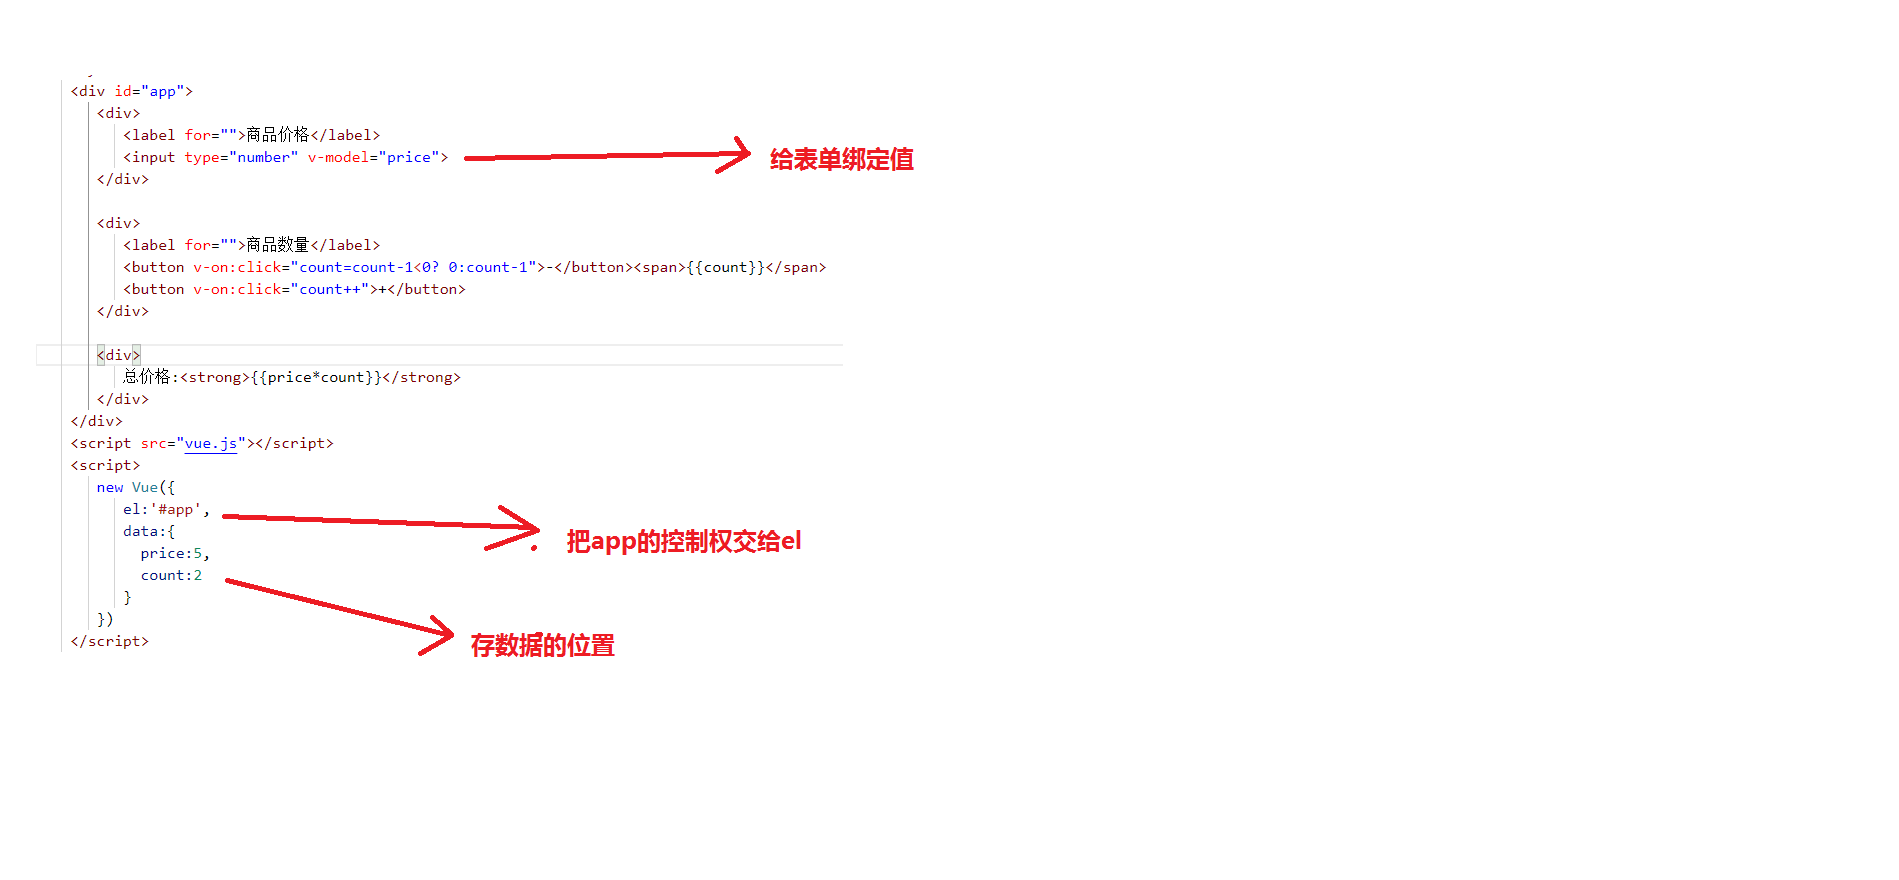 <div id="app">
<div>
<label for="">商品价格</label>
<input type="number" v-model="price">
给表单绑定值
</div>
<div>
<label for="">商品数量</label>
<button v-on:click="count=count-1<0? 0:count-1">-</button><span>{{count}}</span>
<button v-on:click="count++">+</button>
</div>
<div>
总价格:<strong>{{price*count}}</strong>
</div>
</div>
<script src="vue.js"></script>
<script>
new Vue({
el:'#app',
把app的控制权交给el
data:{
price:5,
count:2
存数据的位置
}
})
</script>